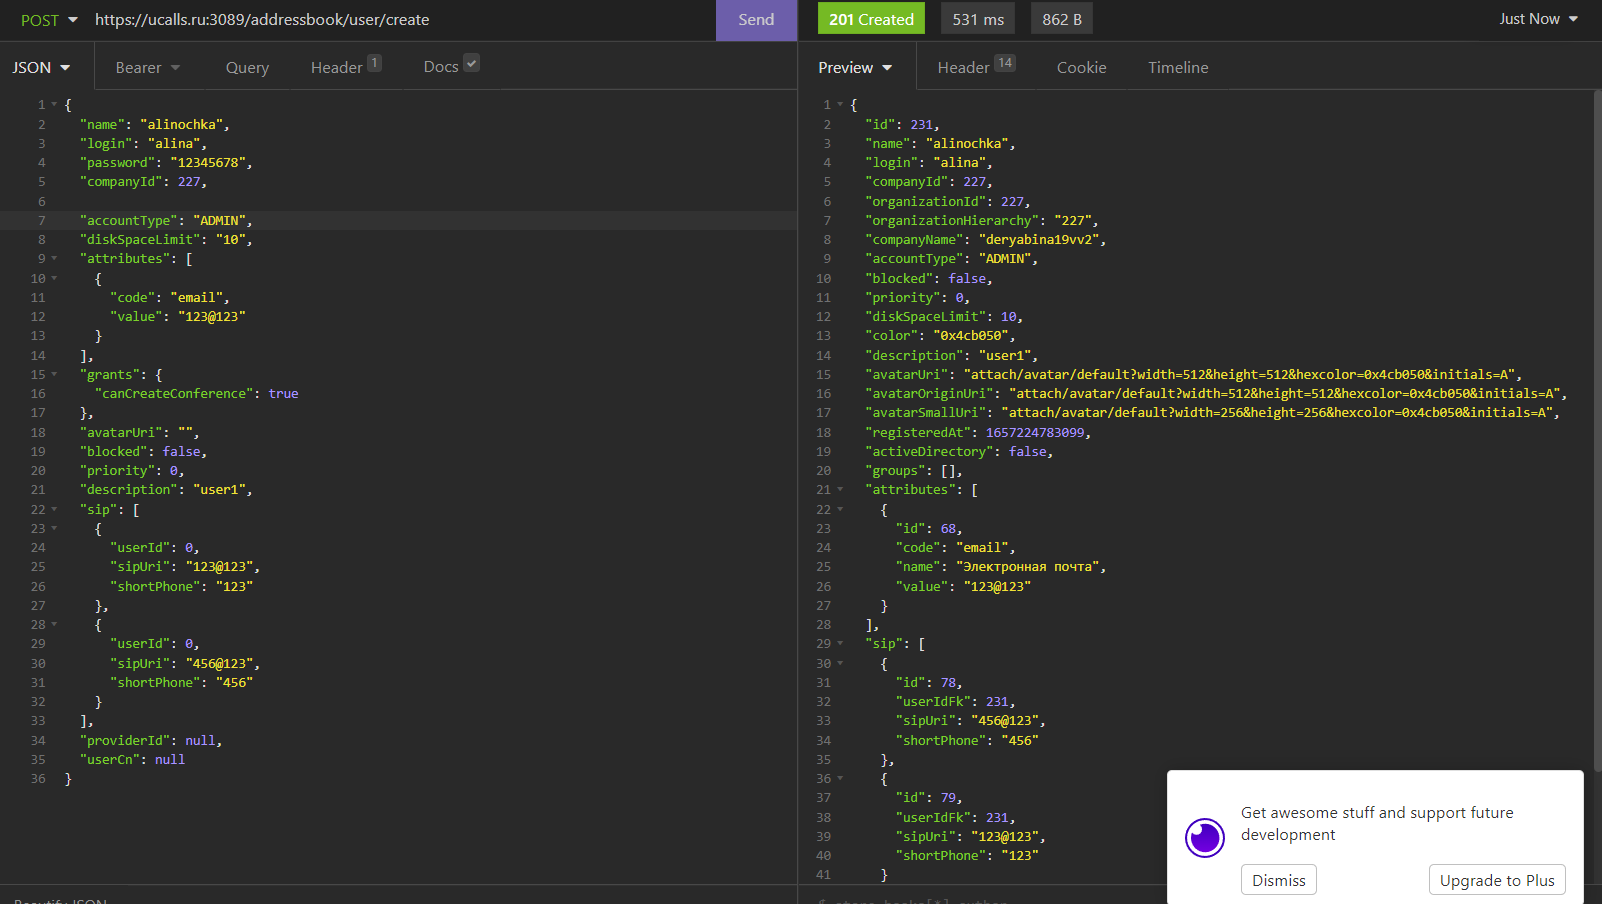 POST https://ucalls.ru:3089/addressbook/user/create Send
201 Created 531 ms 862 B Just Now
JSON Bearer Query Header 1 Docs
Preview Header 14 Cookie Timeline
1 {
2 "name": "alinochka",
3 "login": "alina",
4 "password": "12345678",
5 "companyId": 227,
6
7 "accountType": "ADMIN",
8 "diskSpaceLimit": "10",
9 "attributes": [
10 {
11 "code": "email",
12 "value": "123@123"
13 }
14 ],
15 "grants": {
16 "canCreateConference": true
17 },
18 "avatarUri": "",
19 "blocked": false,
20 "priority": 0,
21 "description": "user1",
22 "sip": [
23 {
24 "userId": 0,
25 "sipUri": "123@123",
26 "shortPhone": "123"
27 },
28 {
29 "userId": 0,
30 "sipUri": "456@123",
31 "shortPhone": "456"
32 }
33 ],
34 "providerId": null,
35 "userCn": null
36 }
Beautify JSON
1 {
2 "id": 231,
3 "name": "alinochka",
4 "login": "alina",
5 "companyId": 227,
6 "organizationId": 227,
7 "organizationHierarchy": "227",
8 "companyName": "deryabina19vv2",
9 "accountType": "ADMIN",
10 "blocked": false,
11 "priority": 0,
12 "diskSpaceLimit": 10,
13 "color": "0x4cb050",
14 "description": "user1",
15 "avatarUri": "attach/avatar/default?width=512&height=512&hexcolor=0x4cb050&initials=A",
16 "avatarOriginUri": "attach/avatar/default?width=512&height=512&hexcolor=0x4cb050&initials=A",
17 "avatarSmallUri": "attach/avatar/default?width=256&height=256&hexcolor=0x4cb050&initials=A",
18 "registeredAt": 1657224783099,
19 "activeDirectory": false,
20 "groups": [],
21 "attributes": [
22 {
23 "id": 68,
24 "code": "email",
25 "name": "Электронная почта",
26 "value": "123@123"
27 }
28 ],
29 "sip": [
30 {
31 "id": 78,
32 "userIdFk": 231,
33 "sipUri": "456@123",
34 "shortPhone": "456"
35 },
36 {
37 "id": 79,
38 "userIdFk": 231,
39 "sipUri": "123@123",
40 "shortPhone": "123"
41 }
Get awesome stuff and support future
development
Dismiss Upgrade to Plus